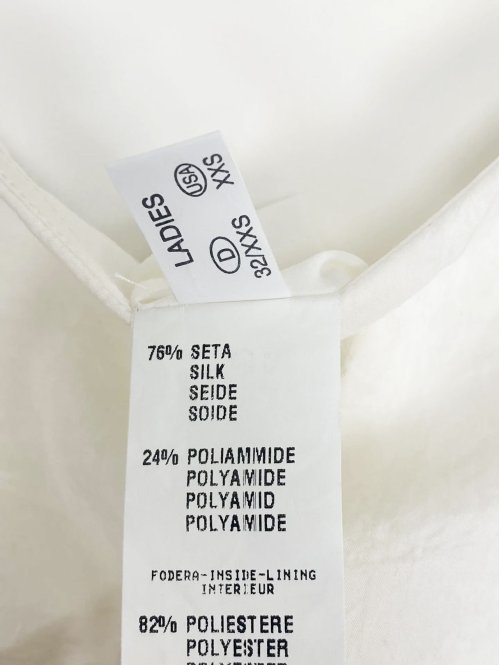 LADIES
USA XXS
D 32/XXS
76% SETA
SILK
SEIDE
SOIDE
24% POLIAMMIDE
POLYAMIDE
POLYAMID
POLYAMIDE
FODERA-INSIDE-LINING
INTERIEUR
82% POLIESTERE
POLYESTER
POLYESTER